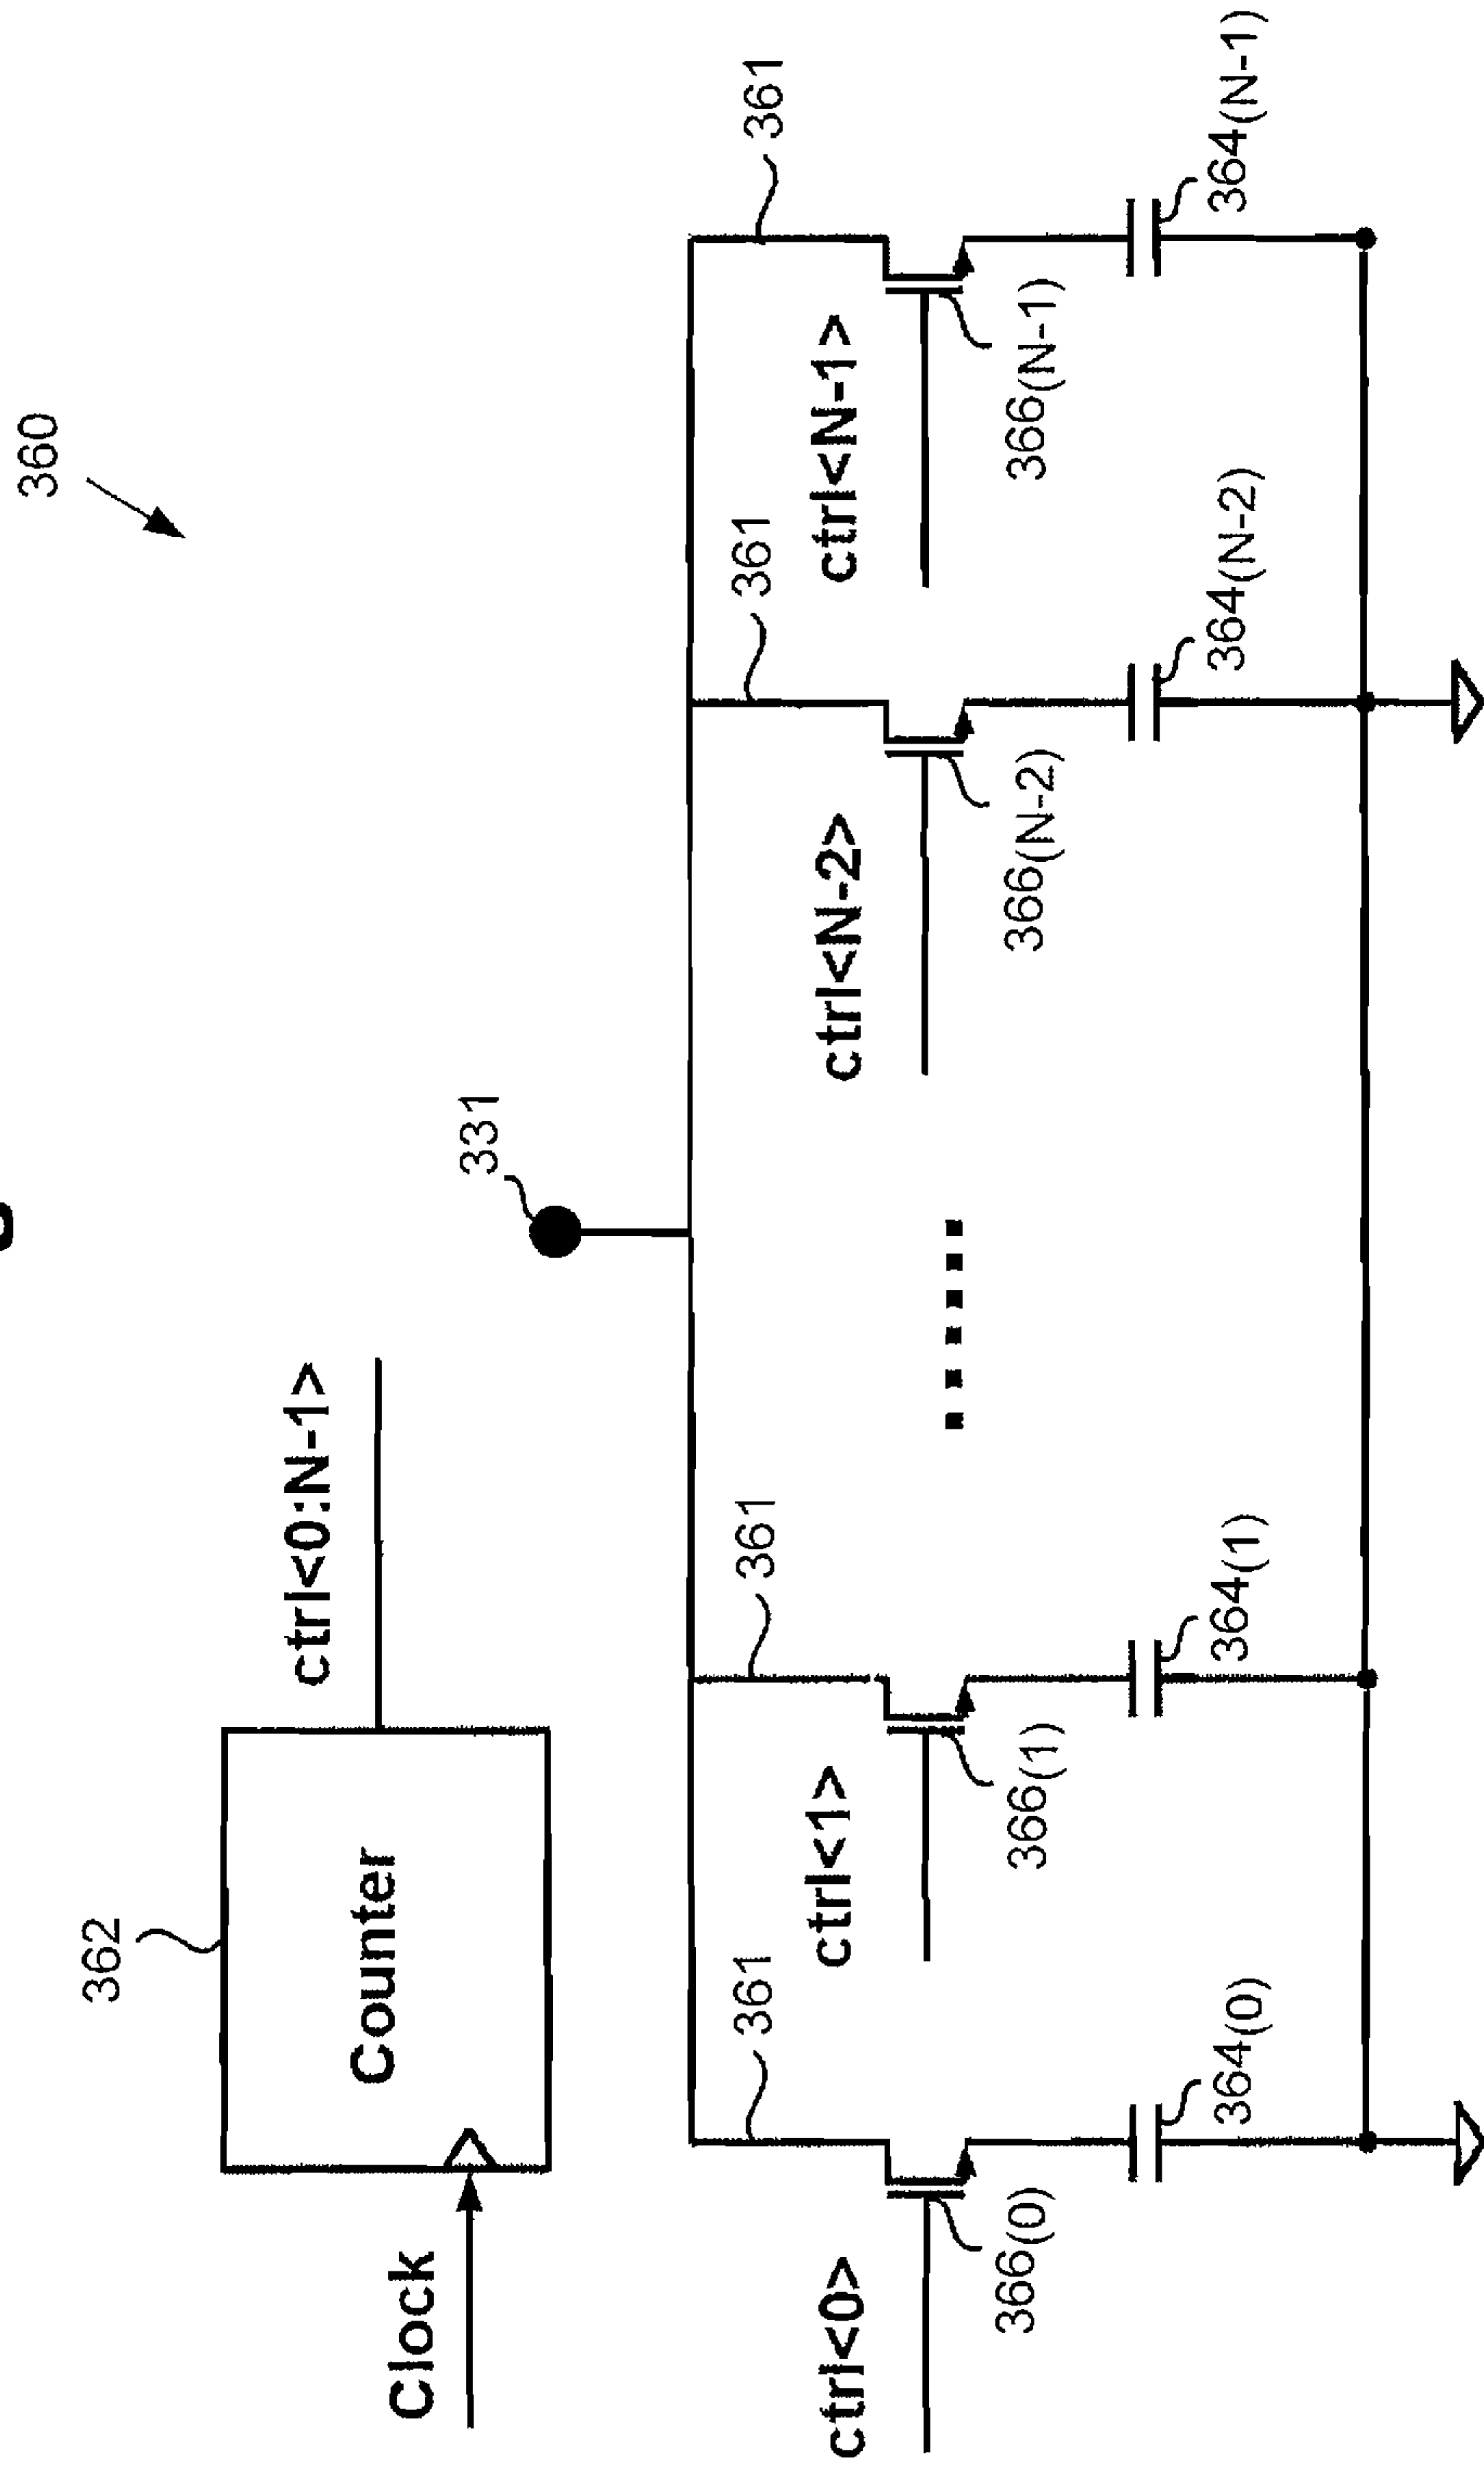 360
362
Counter
Clock
ctrl<0:N-1>
331
361
361
361
361
ctrl<0>
ctrl<1>
ctrl<N-2>
ctrl<N-1>
366(0)
366(1)
366(N-2)
366(N-1)
364(0)
364(1)
364(N-2)
364(N-1)